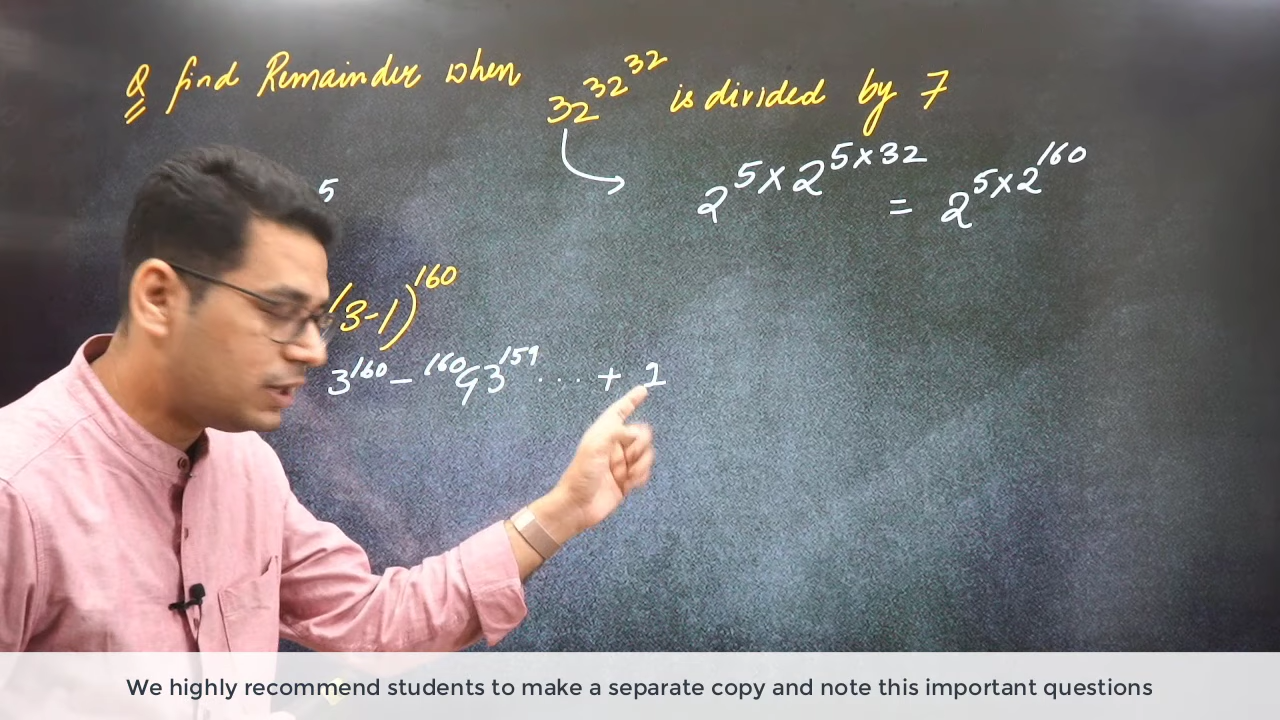 Q find Remainder when 32^32^32 is divided by 7
2^5×2^5×32 = 2^5×2^160
5
(3-1)^160
3^160 - ^160C₁ 3^159 .... + 1
We highly recommend students to make a separate copy and note this important questions